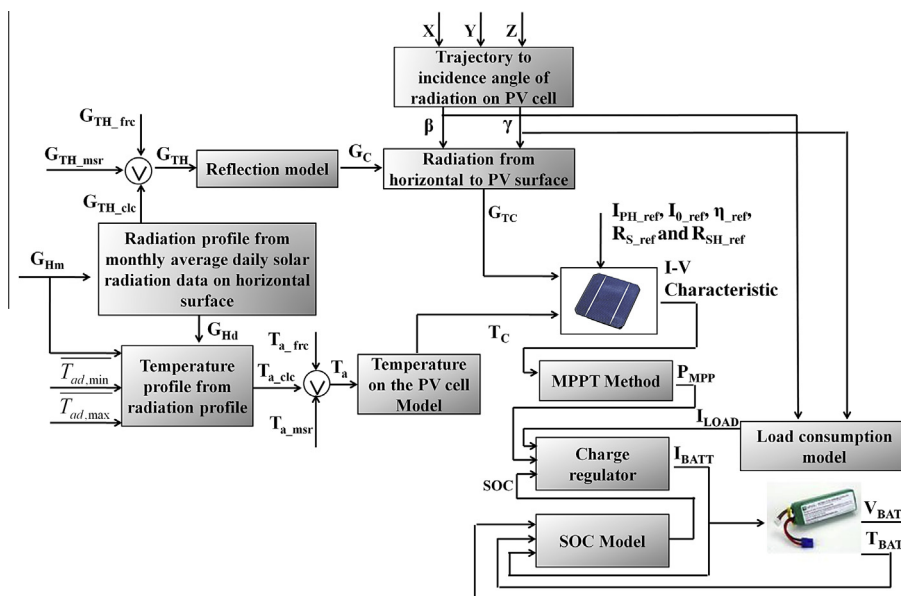 X Y Z
Trajectory to
incidence angle of
radiation on PV cell
β γ
G_TH_frc
G_TH_msr
G_TH
G_C
Reflection model
Radiation from
horizontal to PV surface
G_TH_clc
G_TC
I_PH_ref, I_0_ref, η_ref,
R_S_ref and R_SH_ref
Radiation profile from
monthly average daily solar
radiation data on horizontal
surface
G_Hm
I-V
Characteristic
G_Hd
T_a_frc
T_C
T_ad,min
T_ad,max
Temperature
profile from
radiation profile
T_a_clc
T_a
Temperature
on the PV cell
Model
T_a_msr
MPPT Method
P_MPP
I_LOAD
Load consumption
model
Charge
regulator
I_BATT
SOC
SOC Model
V_BAT
T_BAT